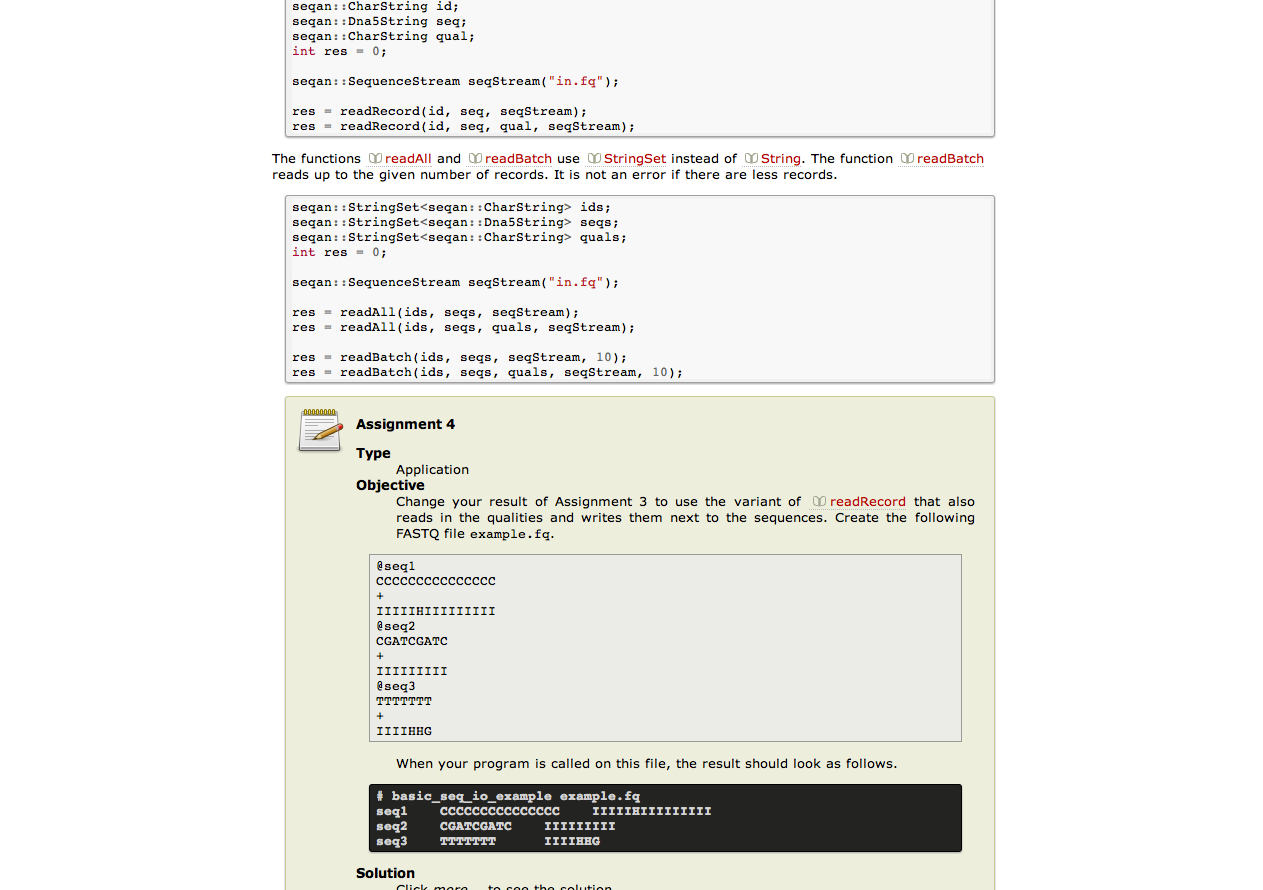 seqan::CharString id;
seqan::Dna5String seq;
seqan::CharString qual;
int res = 0;
seqan::SequenceStream seqStream("in.fq");
res = readRecord(id, seq, seqStream);
res = readRecord(id, seq, qual, seqStream);
The functions readAll and readBatch use StringSet instead of String. The function readBatch
reads up to the given number of records. It is not an error if there are less records.
seqan::StringSet<seqan::CharString> ids;
seqan::StringSet<seqan::Dna5String> seqs;
seqan::StringSet<seqan::CharString> quals;
int res = 0;
seqan::SequenceStream seqStream("in.fq");
res = readAll(ids, seqs, seqStream);
res = readAll(ids, seqs, quals, seqStream);
res = readBatch(ids, seqs, seqStream, 10);
res = readBatch(ids, seqs, quals, seqStream, 10);
Assignment 4
Type
Application
Objective
Change your result of Assignment 3 to use the variant of readRecord that also
reads in the qualities and writes them next to the sequences. Create the following
FASTQ file example.fq.
@seq1
CCCCCCCCCCCCCCC
+
IIIIIHIIIIIIIII
@seq2
CGATCGATC
+
IIIIIIIII
@seq3
TTTTTTT
+
IIIIHHG
When your program is called on this file, the result should look as follows.
# basic_seq_io_example example.fq
seq1    CCCCCCCCCCCCCCC    IIIIIHIIIIIIIII
seq2    CGATCGATC    IIIIIIIII
seq3    TTTTTTT      IIIIHHG
Solution
Click more... to see the solution.